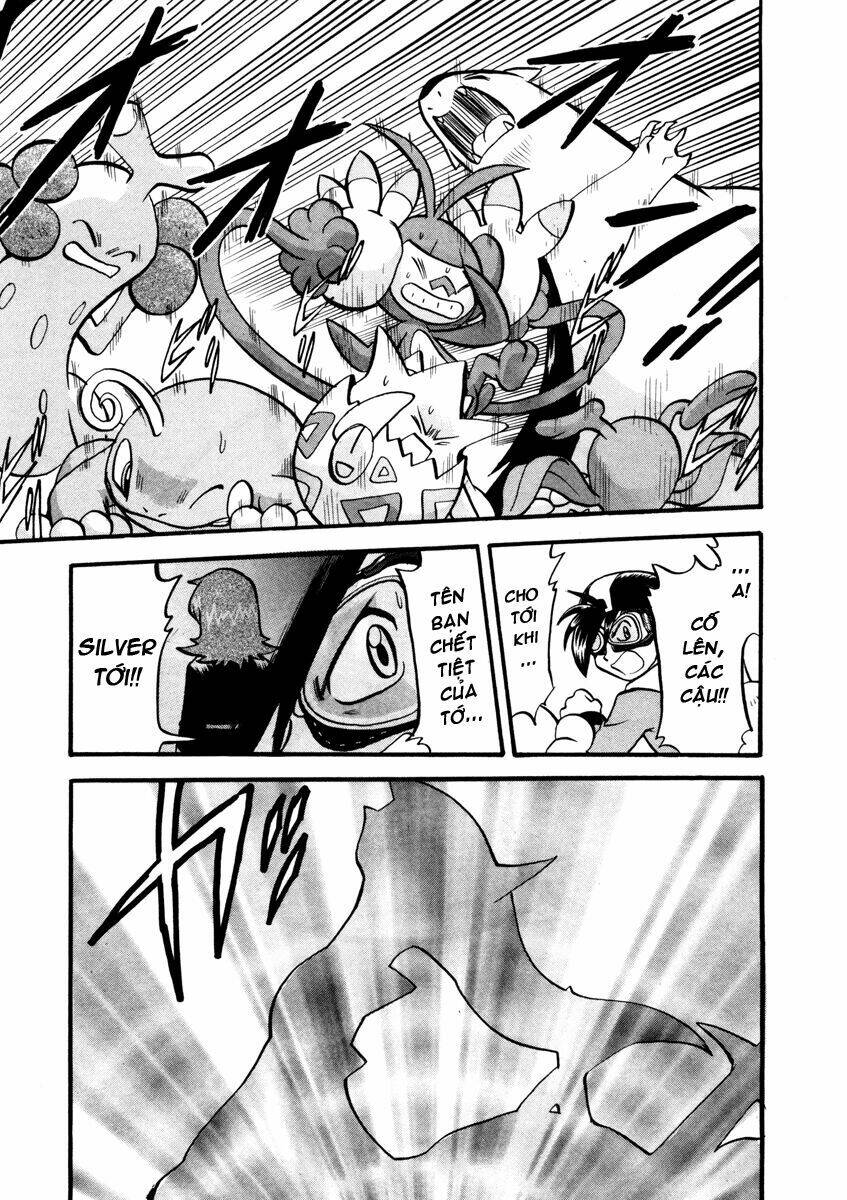 ...
A!
CỐ
LÊN,
CÁC
CẬU!!
CHO
TỚI
KHI
...
TÊN
BẠN
CHẾT
TIỆT
CỦA
TỚ...
SILVER
TỚI!!